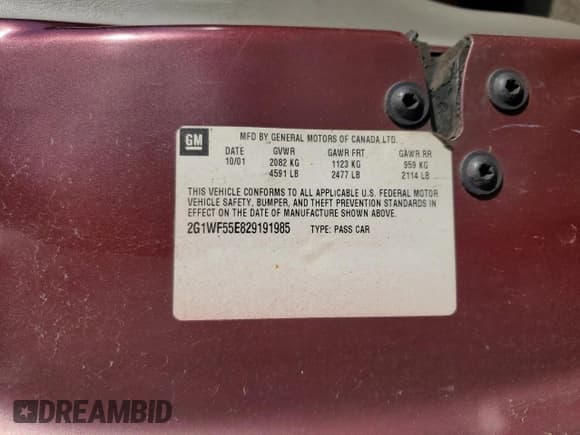 GM
MFD BY GENERAL MOTORS OF CANADA LTD.
DATE GVWR GAWR FRT GAWR RR
10/01 2082 KG 1123 KG 959 KG
4591 LB 2477 LB 2114 LB
THIS VEHICLE CONFORMS TO ALL APPLICABLE U.S. FEDERAL MOTOR
VEHICLE SAFETY, BUMPER, AND THEFT PREVENTION STANDARDS IN
EFFECT ON THE DATE OF MANUFACTURE SHOWN ABOVE.
2G1WF55E829191985 TYPE: PASS CAR
DREAMBID